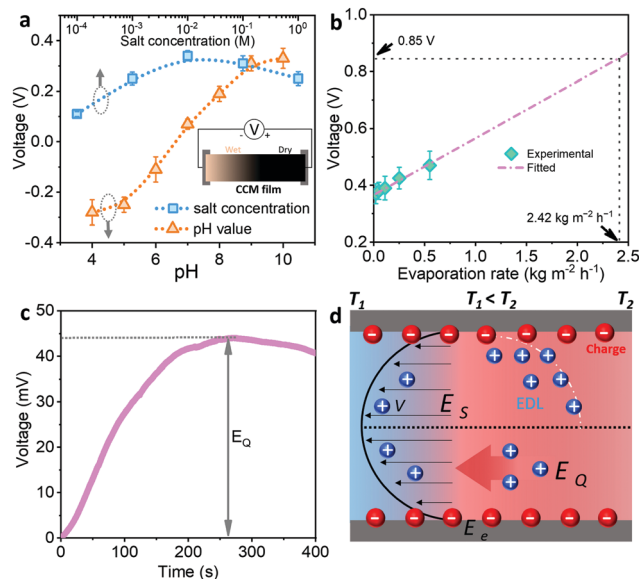 a
10⁻⁴ 10⁻³ 10⁻² 10⁻¹ 10⁰
Salt concentration (M)
Voltage (V)
0.4
0.2
0.0
-0.2
-0.4
- V +
Wet
Dry
CCM film
salt concentration
pH value
4 6 8 10
pH
b
Voltage (V)
1.0
0.8
0.6
0.4
0.2
0.85 V
Experimental
Fitted
2.42 kg m⁻² h⁻¹
0.0 0.5 1.0 1.5 2.0 2.5
Evaporation rate (kg m⁻² h⁻¹)
c
Voltage (mV)
50
40
30
20
10
0
E_Q
0 100 200 300 400
Time (s)
d
T₁ T₁ < T₂ T₂
Charge
V
E_S
EDL
E_Q
E_e